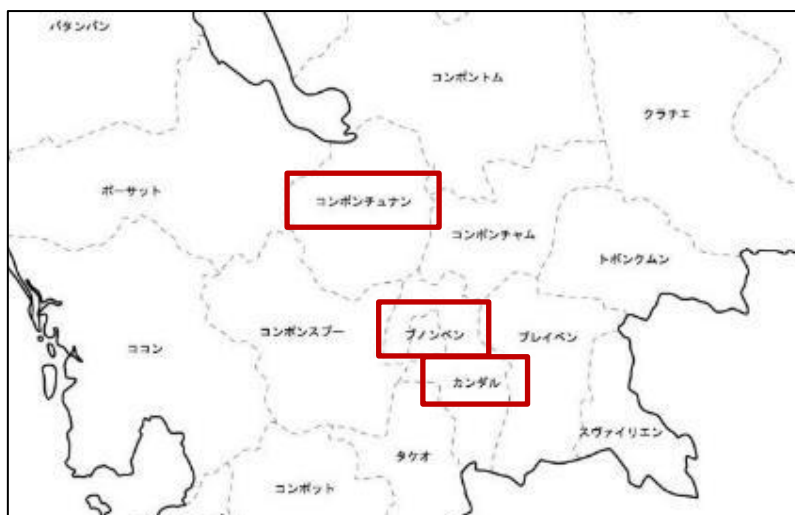 バタンバン
コンポントム
クラチエ
ポーサット
コンポンチュナン
コンポンチャム
トボンクムン
コンポンスプー
プノンペン
プレイベン
ココン
カンダル
スヴァイリエン
タケオ
コンポット